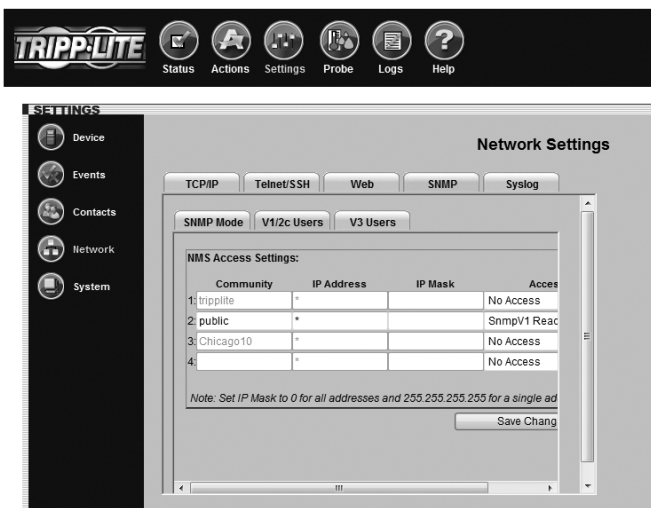 TRIPP·LITE
Status Actions Settings Probe Logs Help
SETTINGS
Device
Events
Contacts
Network
System
Network Settings
TCP/IP Telnet/SSH Web SNMP Syslog
SNMP Mode V1/2c Users V3 Users
NMS Access Settings:
Community IP Address IP Mask Acces
1: tripplite * No Access
2: public * SnmpV1 Read
3: Chicago10 * No Access
4: * No Access
Note: Set IP Mask to 0 for all addresses and 255.255.255.255 for a single ad
Save Chang